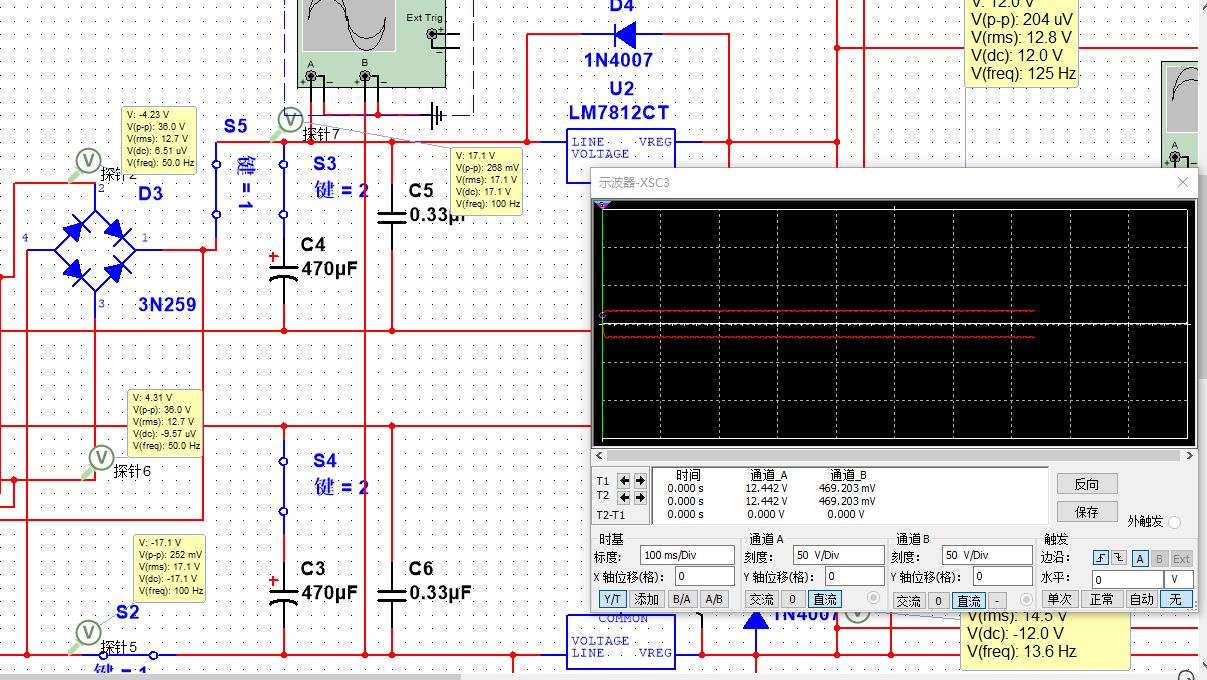 D4
1N4007
U2
LM7812CT
LINE VREG
VOLTAGE
Ext Trig
+
−
A
B
+ − + −
V: 12.0 V
V(p-p): 204 uV
V(rms): 12.8 V
V(dc): 12.0 V
V(freq): 125 Hz
A
V: -4.23 V
V(p-p): 36.0 V
V(rms): 12.7 V
V(dc): 6.51 uV
V(freq): 50.0 Hz
V
S5
键 = 1
V
探针7
S3
键 = 2
V: 17.1 V
V(p-p): 268 mV
V(rms): 17.1 V
V(dc): 17.1 V
V(freq): 100 Hz
C5
0.33µF
D3
2
4
1
3
3N259
C4
+
470µF
V: 4.31 V
V(p-p): 36.0 V
V(rms): 12.7 V
V(dc): -9.57 uV
V(freq): 50.0 Hz
V
探针6
S4
键 = 2
V: -17.1 V
V(p-p): 252 mV
V(rms): 17.1 V
V(dc): -17.1 V
V(freq): 100 Hz
S2
V
探针5
键 = 1
C3
+
470µF
C6
0.33µF
示波器-XSC3
T1
T2
T2-T1
时间 通道_A 通道_B
0.000 s 12.442 V 469.203 mV
0.000 s 12.442 V 469.203 mV
0.000 s 0.000 V 0.000 V
反向
保存
外触发
时基
标度: 100 ms/Div
X 轴位移(格): 0
Y/T 添加 B/A A/B
通道 A
刻度: 50 V/Div
Y 轴位移(格): 0
交流 0 直流
通道 B
刻度: 50 V/Div
Y 轴位移(格): 0
交流 0 直流 -
触发
边沿: A B Ext
水平: 0 V
单次 正常 自动 无
COMMON
VOLTAGE
LINE VREG
1N4007
V
V(rms): 14.5 V
V(dc): -12.0 V
V(freq): 13.6 Hz